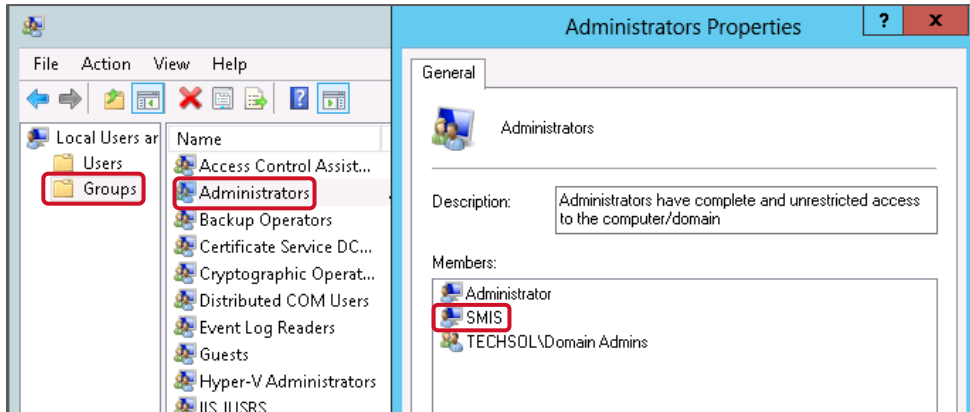 Administrators Properties
?
x
File Action View Help
General
Local Users ar
Users
Groups
Name
Access Control Assist...
Administrators
Backup Operators
Certificate Service DC...
Cryptographic Operat...
Distributed COM Users
Event Log Readers
Guests
Hyper-V Administrators
IIS_IUSRS
Administrators
Description:
Administrators have complete and unrestricted access
to the computer/domain
Members:
Administrator
SMIS
TECHSOL\Domain Admins